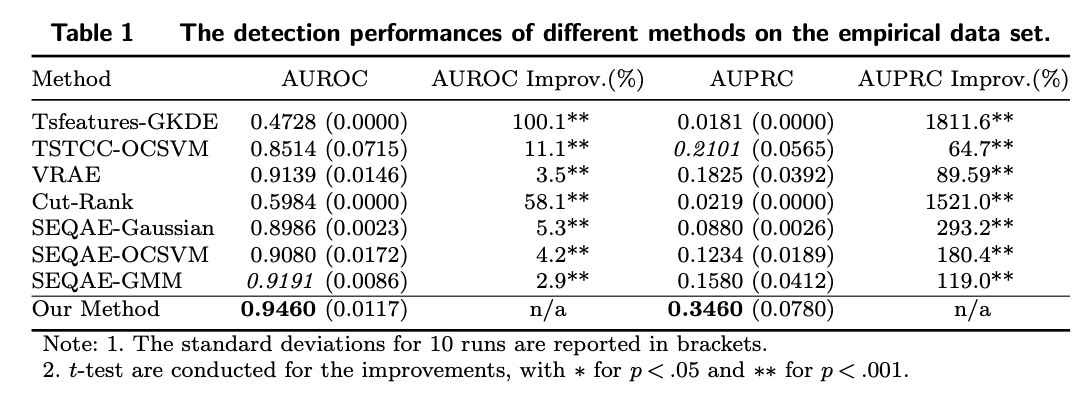 Table 1 The detection performances of different methods on the empirical data set.
Method AUROC AUROC Improv.(%) AUPRC AUPRC Improv.(%)
Tsfeatures-GKDE 0.4728 (0.0000) 100.1** 0.0181 (0.0000) 1811.6**
TSTCC-OCSVM 0.8514 (0.0715) 11.1** 0.2101 (0.0565) 64.7**
VRAE 0.9139 (0.0146) 3.5** 0.1825 (0.0392) 89.59**
Cut-Rank 0.5984 (0.0000) 58.1** 0.0219 (0.0000) 1521.0**
SEQAE-Gaussian 0.8986 (0.0023) 5.3** 0.0880 (0.0026) 293.2**
SEQAE-OCSVM 0.9080 (0.0172) 4.2** 0.1234 (0.0189) 180.4**
SEQAE-GMM 0.9191 (0.0086) 2.9** 0.1580 (0.0412) 119.0**
Our Method 0.9460 (0.0117) n/a 0.3460 (0.0780) n/a
Note: 1. The standard deviations for 10 runs are reported in brackets.
2. t-test are conducted for the improvements, with * for p < .05 and ** for p < .001.